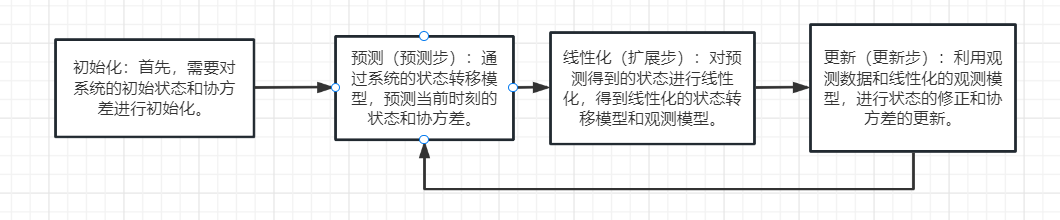 初始化：首先，需要对
系统的初始状态和协方
差进行初始化。
预测（预测步）：通
过系统的状态转移模
型，预测当前时刻的
状态和协方差。
线性化（扩展步）：对预
测得到的状态进行线性
化，得到线性化的状态转
移模型和观测模型。
更新（更新步）：利用观
测数据和线性化的观测模
型，进行状态的修正和协
方差的更新。